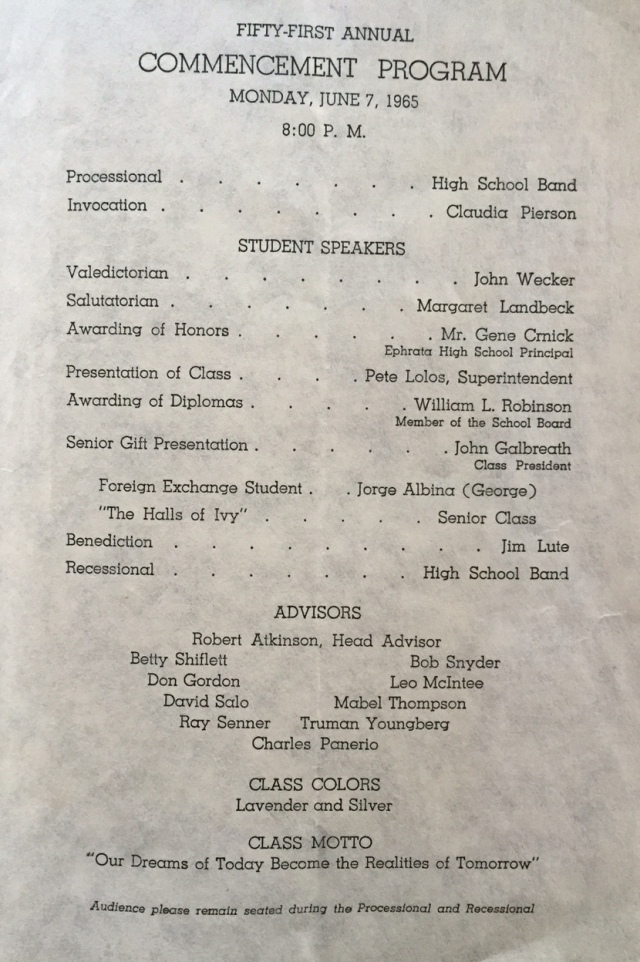 FIFTY-FIRST ANNUAL
COMMENCEMENT PROGRAM
MONDAY, JUNE 7, 1965
8:00 P. M.
Processional . . . . . . . High School Band
Invocation . . . . . . . . Claudia Pierson
STUDENT SPEAKERS
Valedictorian . . . . . . . . John Wecker
Salutatorian . . . . . . . Margaret Landbeck
Awarding of Honors . . . . . . Mr. Gene Crnick
Ephrata High School Principal
Presentation of Class . . . . Pete Lolos, Superintendent
Awarding of Diplomas . . . . . William L. Robinson
Member of the School Board
Senior Gift Presentation . . . . . . John Galbreath
Class President
Foreign Exchange Student . . Jorge Albina (George)
"The Halls of Ivy" . . . . . Senior Class
Benediction . . . . . . . . . Jim Lute
Recessional . . . . . . . High School Band
ADVISORS
Robert Atkinson, Head Advisor
Betty Shiflett Bob Snyder
Don Gordon Leo McIntee
David Salo Mabel Thompson
Ray Senner Truman Youngberg
Charles Panerio
CLASS COLORS
Lavender and Silver
CLASS MOTTO
"Our Dreams of Today Become the Realities of Tomorrow"
Audience please remain seated during the Processional and Recessional